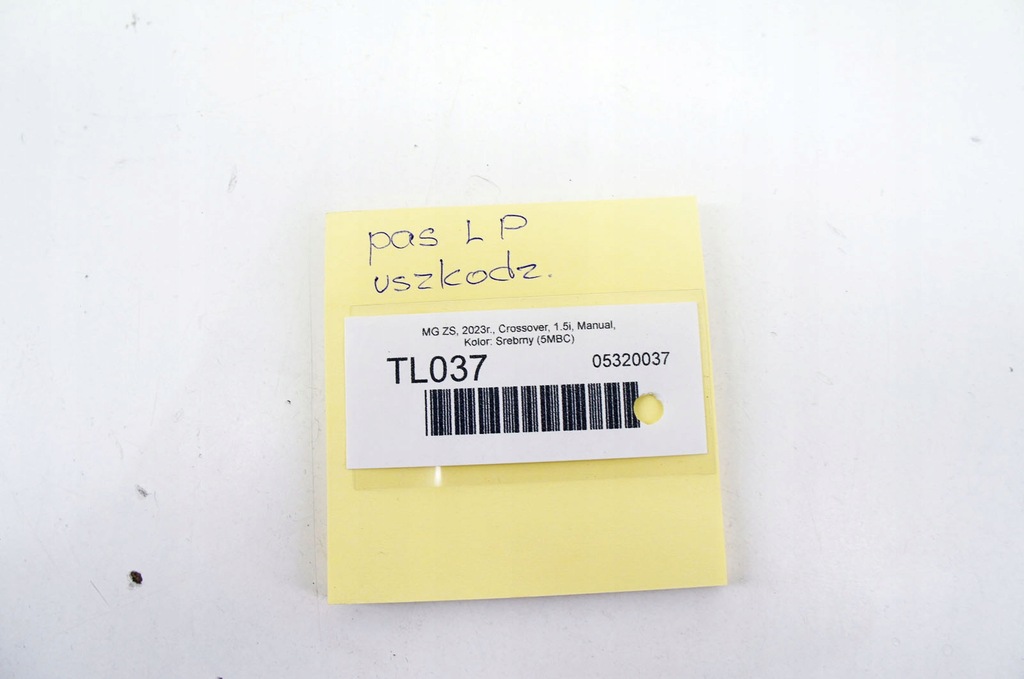 pas LP
uszkodz.
MG ZS, 2023r., Crossover, 1.5i, Manual,
Kolor: Srebrny (5MBC)
TL037 05320037